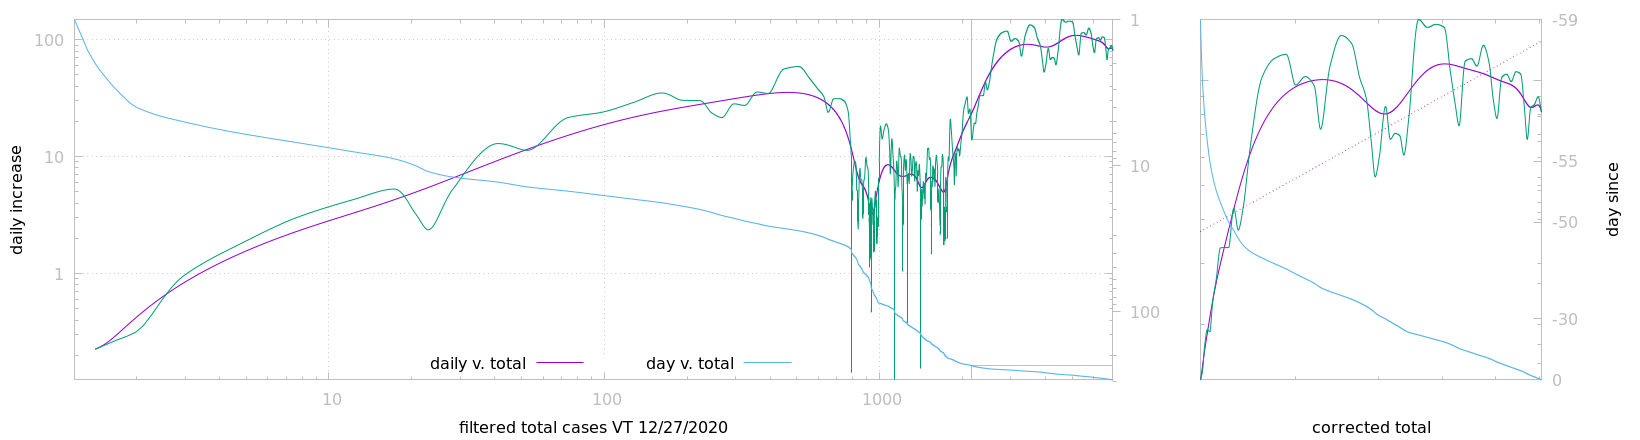 100
10
1
daily increase
1
10
100
daily v. total
day v. total
10
100
1000
filtered total cases VT 12/27/2020
-59
-55
-50
-30
0
day since
corrected total